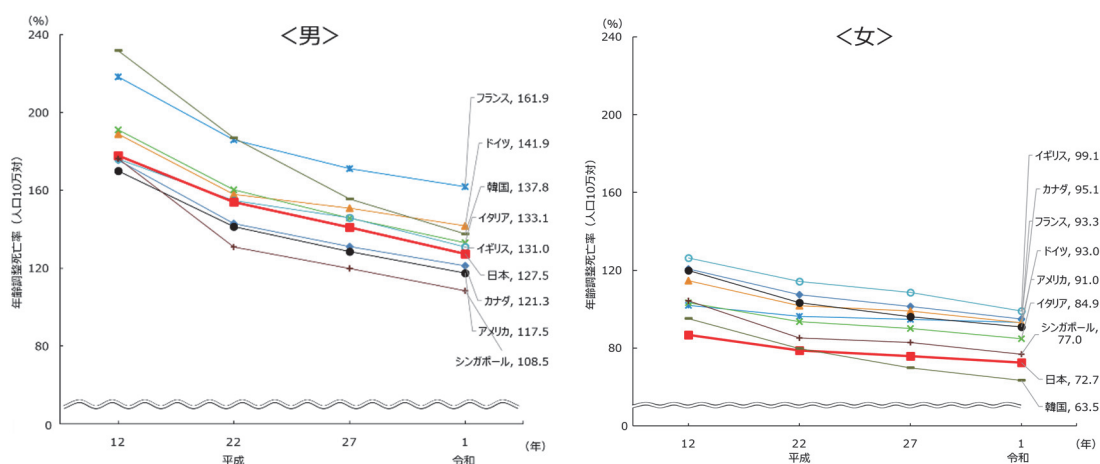 <男>
(%)
240
200
160
120
80
0
年齢調整死亡率(人口10万対)
フランス, 161.9
ドイツ, 141.9
韓国, 137.8
イタリア, 133.1
イギリス, 131.0
日本, 127.5
カナダ, 121.3
アメリカ, 117.5
シンガポール, 108.5
12 22 27 1 (年)
平成 令和
<女>
(%)
240
200
160
120
80
0
年齢調整死亡率(人口10万対)
イギリス, 99.1
カナダ, 95.1
フランス, 93.3
ドイツ, 93.0
アメリカ, 91.0
イタリア, 84.9
シンガポール,
77.0
日本, 72.7
韓国, 63.5
12 22 27 1 (年)
平成 令和